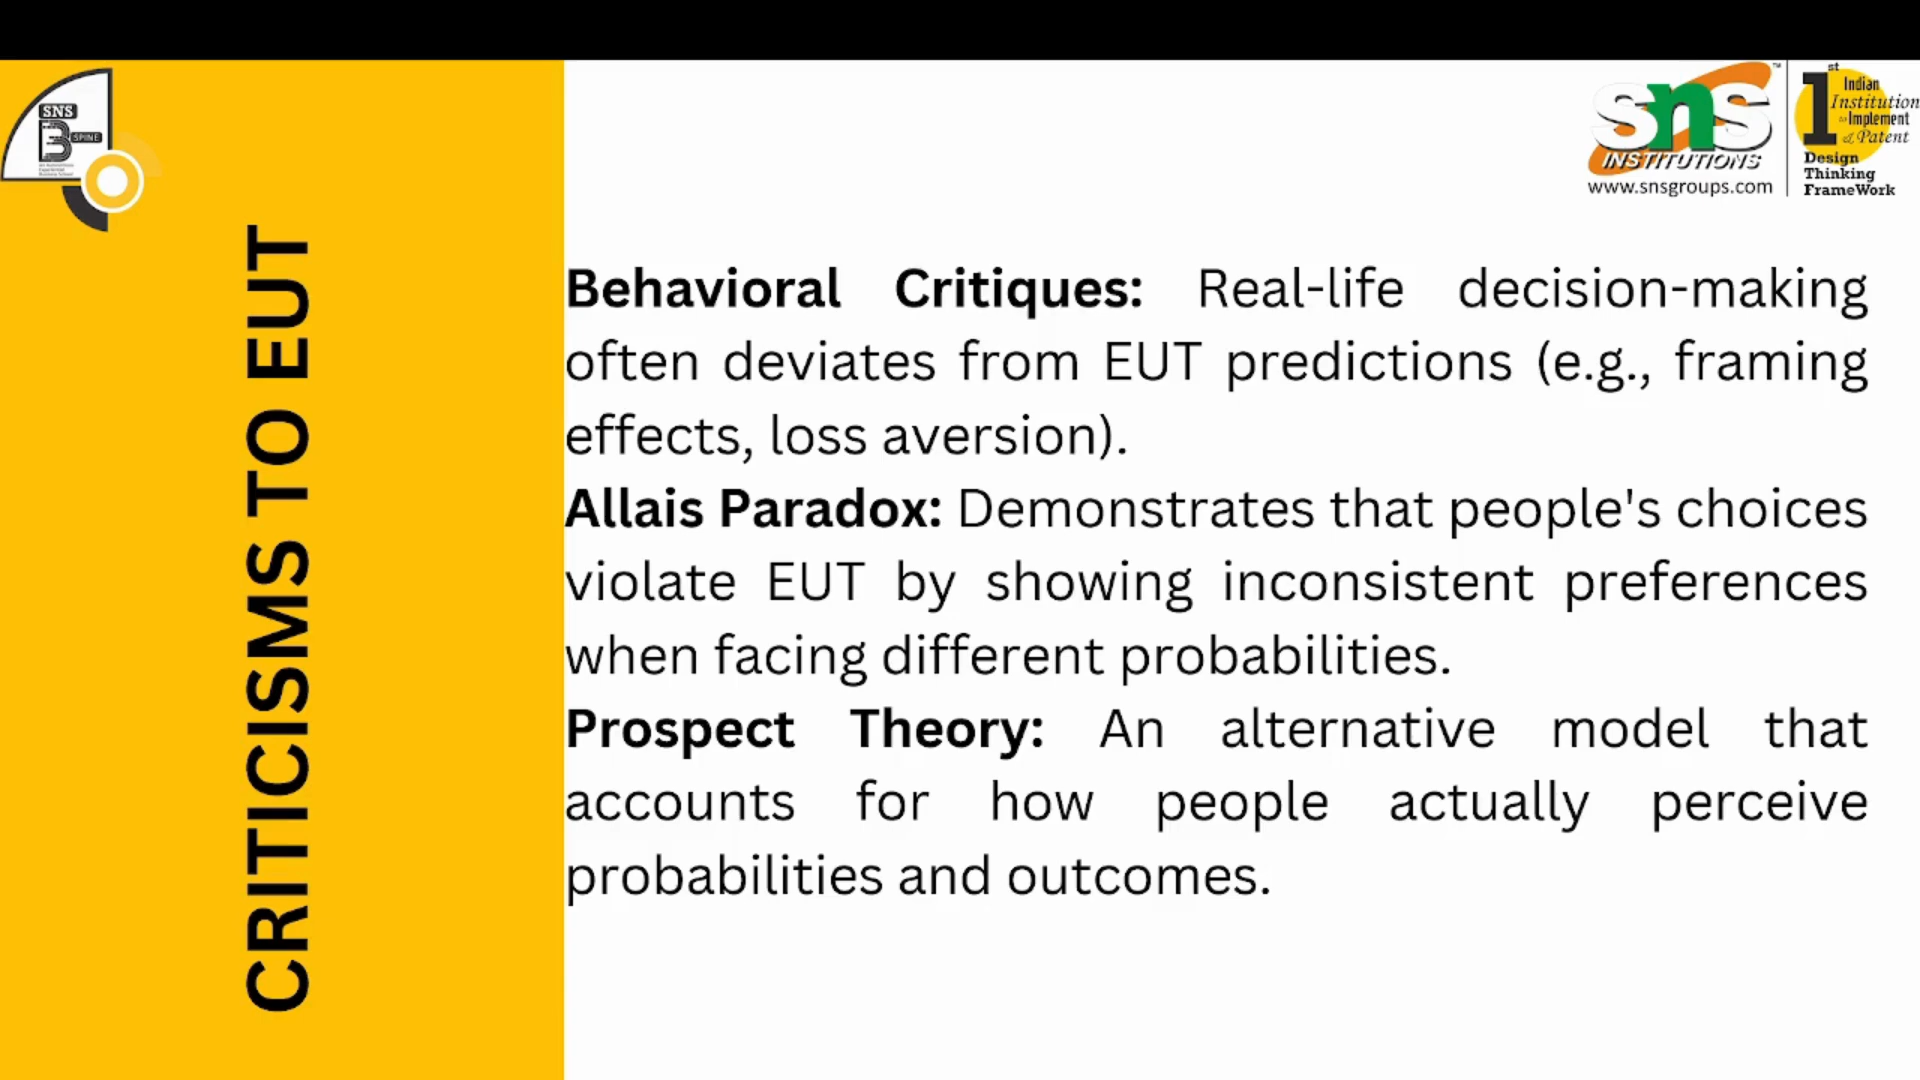 SNS
SPINE
sns
INSTITUTIONS
www.snsgroups.com
1st
Indian
Institution
to Implement
& Patent
Design
Thinking
FrameWork
CRITICISMS TO EUT
Behavioral Critiques: Real-life decision-making
often deviates from EUT predictions (e.g., framing
effects, loss aversion).
Allais Paradox: Demonstrates that people's choices
violate EUT by showing inconsistent preferences
when facing different probabilities.
Prospect Theory: An alternative model that
accounts for how people actually perceive
probabilities and outcomes.